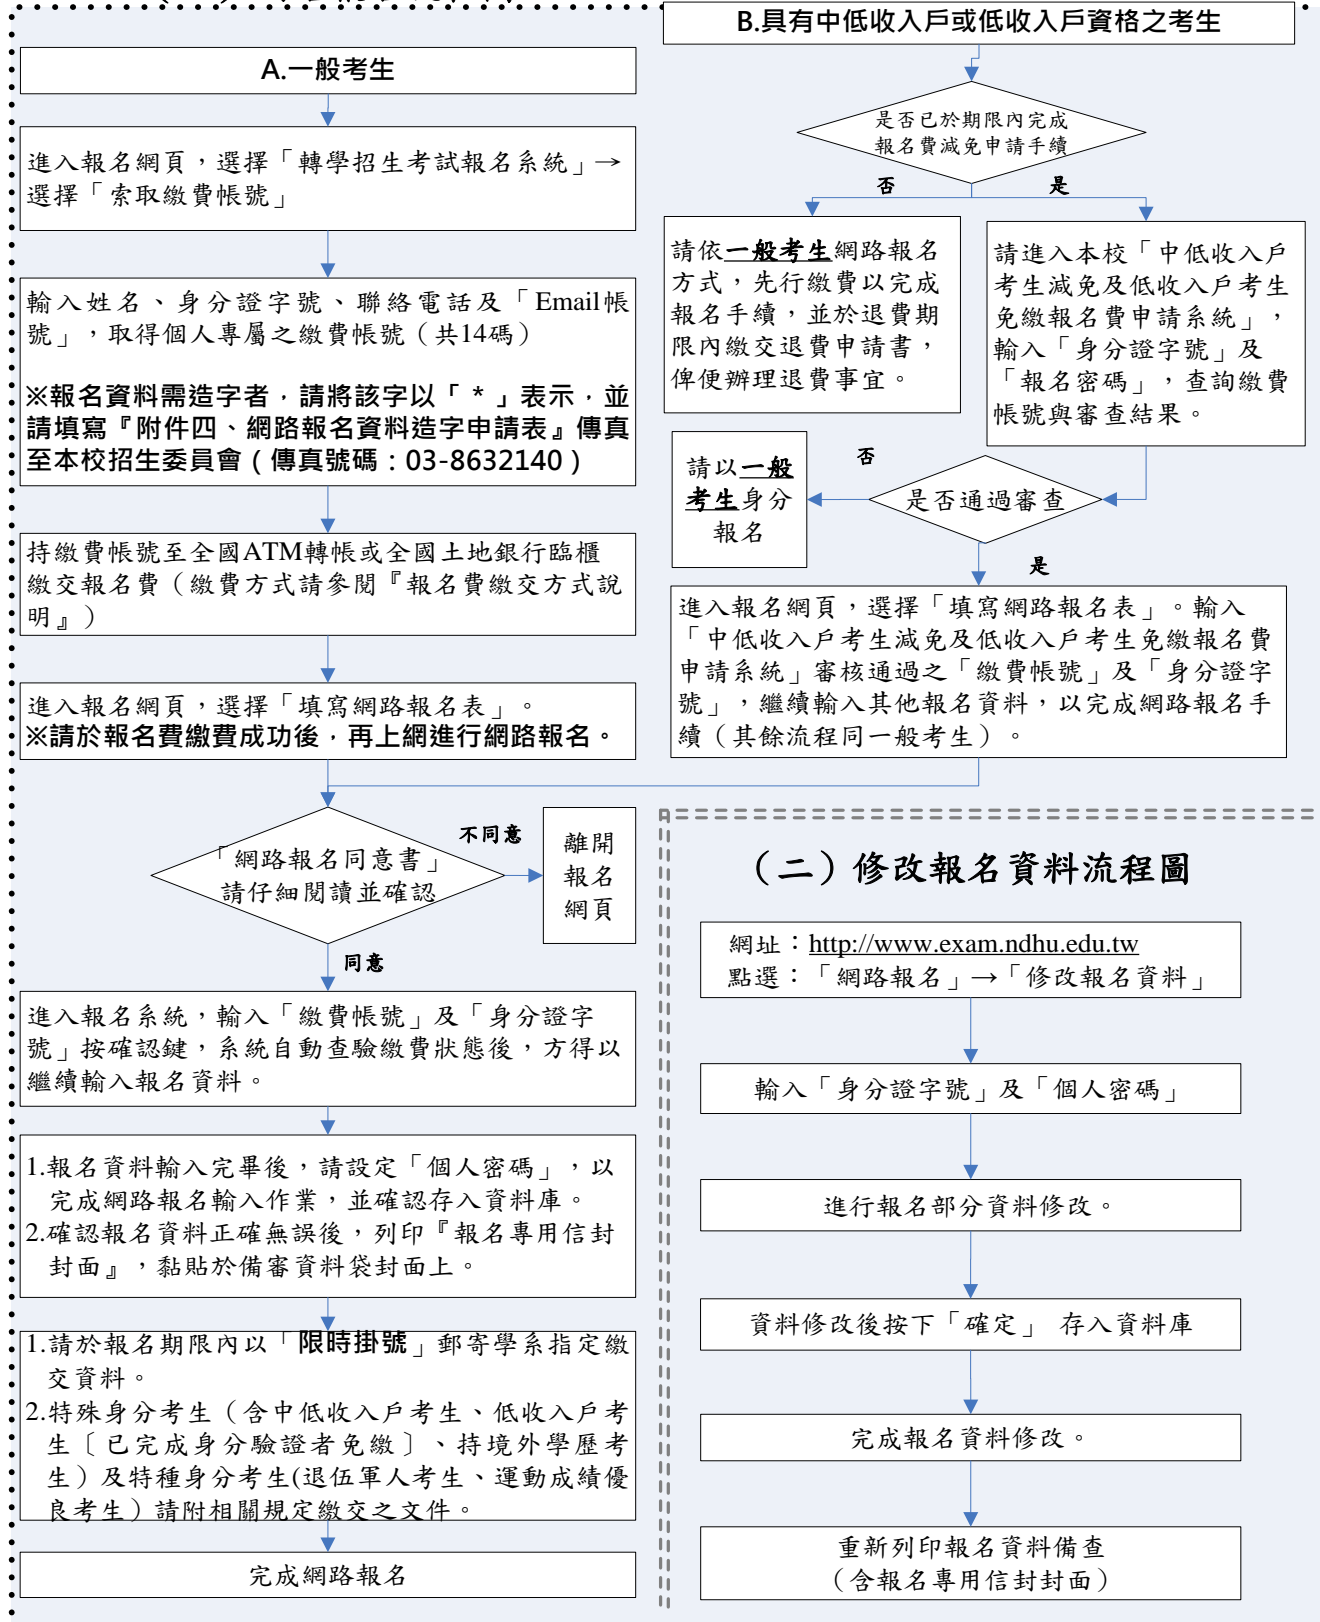 A.一般考生
進入報名網頁，選擇「轉學招生考試報名系統」→
選擇「索取繳費帳號」
輸入姓名、身分證字號、聯絡電話及「Email帳
號」，取得個人專屬之繳費帳號（共14碼）
※報名資料需造字者，請將該字以「 * 」表示，並
請填寫『附件四、網路報名資料造字申請表』傳真
至本校招生委員會（傳真號碼：03-8632140）
持繳費帳號至全國ATM轉帳或全國土地銀行臨櫃
繳交報名費（繳費方式請參閱『報名費繳交方式說
明』）
進入報名網頁，選擇「填寫網路報名表」。
※請於報名費繳費成功後，再上網進行網路報名。
「網路報名同意書」
請仔細閱讀並確認
不同意
離開
報名
網頁
同意
進入報名系統，輸入「繳費帳號」及「身分證字
號」按確認鍵，系統自動查驗繳費狀態後，方得以
繼續輸入報名資料。
1.報名資料輸入完畢後，請設定「個人密碼」，以
完成網路報名輸入作業，並確認存入資料庫。
2.確認報名資料正確無誤後，列印『報名專用信封
封面』，黏貼於備審資料袋封面上。
1.請於報名期限內以「限時掛號」郵寄學系指定繳
交資料。
2.特殊身分考生（含中低收入戶考生、低收入戶考
生〔已完成身分驗證者免繳〕、持境外學歷考
生）及特種身分考生(退伍軍人考生、運動成績優
良考生）請附相關規定繳交之文件。
完成網路報名
B.具有中低收入戶或低收入戶資格之考生
是否已於期限內完成
報名費減免申請手續
否
是
請依一般考生網路報名
方式，先行繳費以完成
報名手續，並於退費期
限內繳交退費申請書，
俾便辦理退費事宜。
請進入本校「中低收入戶
考生減免及低收入戶考生
免繳報名費申請系統」，
輸入「身分證字號」及
「報名密碼」，查詢繳費
帳號與審查結果。
是否通過審查
否
請以一般
考生身分
報名
是
進入報名網頁，選擇「填寫網路報名表」。輸入
「中低收入戶考生減免及低收入戶考生免繳報名費
申請系統」審核通過之「繳費帳號」及「身分證字
號」，繼續輸入其他報名資料，以完成網路報名手
續（其餘流程同一般考生）。
（二）修改報名資料流程圖
網址：http://www.exam.ndhu.edu.tw
點選：「網路報名」→「修改報名資料」
輸入「身分證字號」及「個人密碼」
進行報名部分資料修改。
資料修改後按下「確定」 存入資料庫
完成報名資料修改。
重新列印報名資料備查
（含報名專用信封封面）